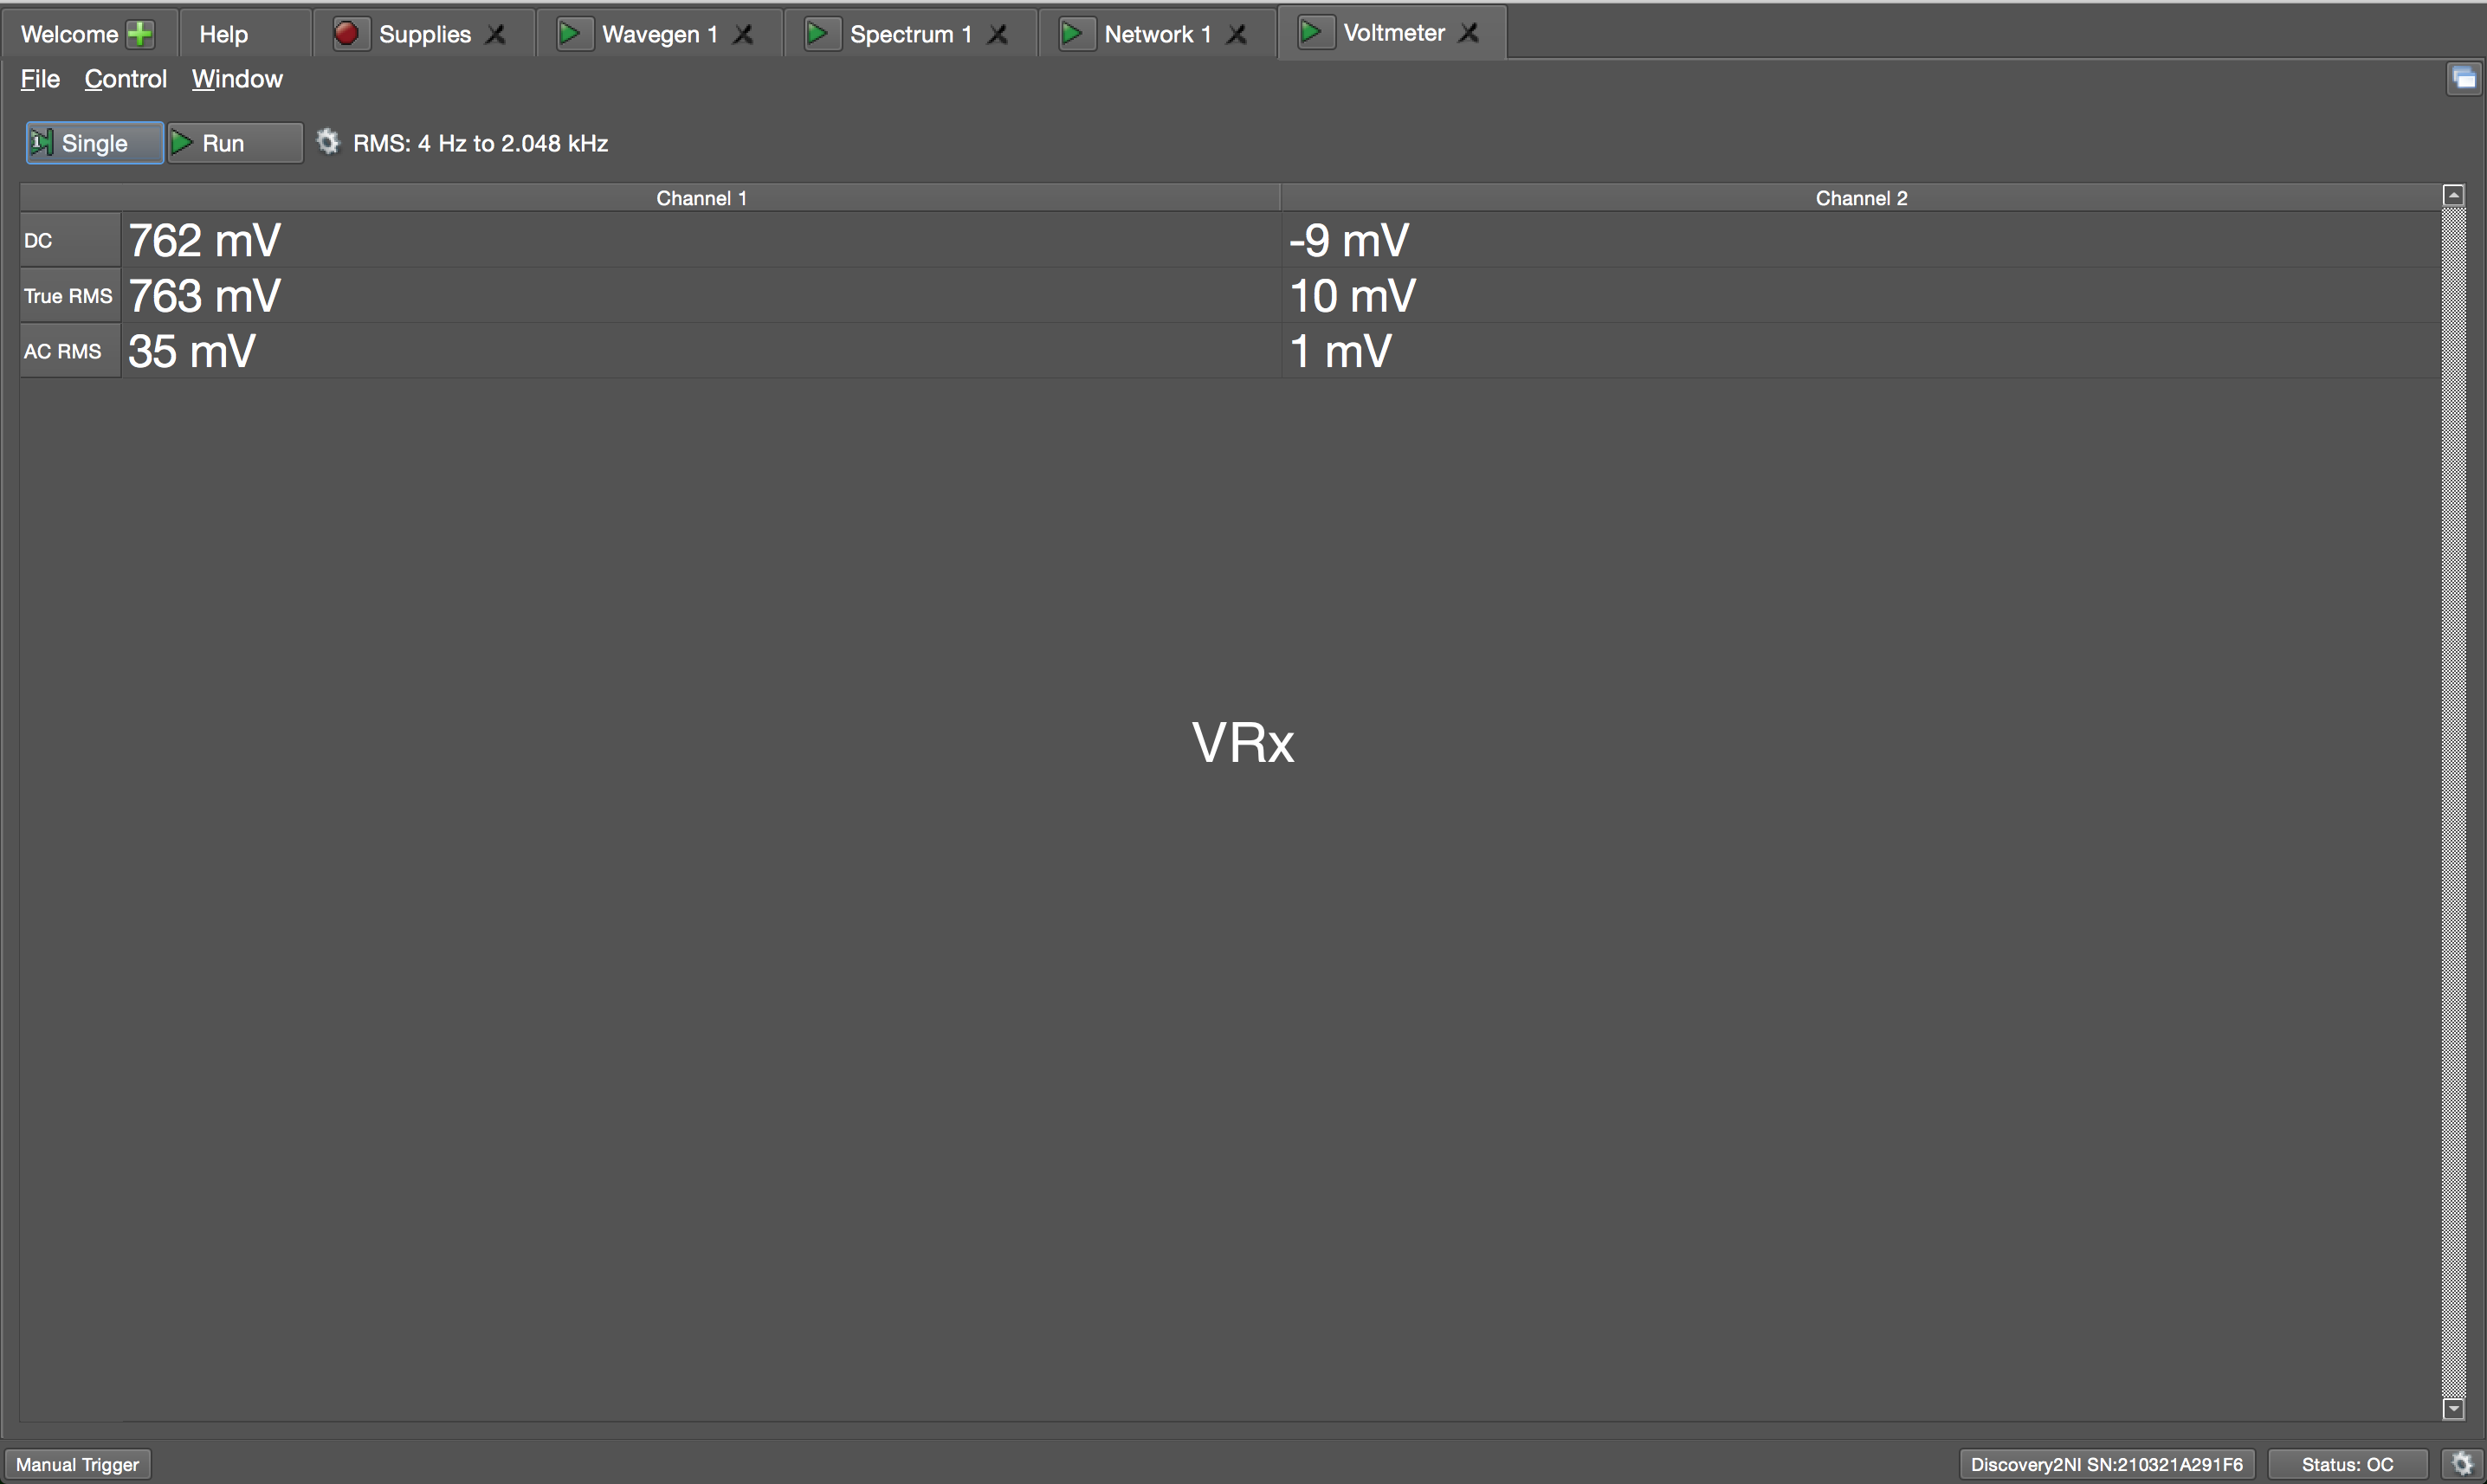 Welcome Help Supplies Wavegen 1 Spectrum 1 Network 1 Voltmeter
File Control Window
1 Single Run RMS: 4 Hz to 2.048 kHz
Channel 1 Channel 2
DC 762 mV -9 mV
True RMS 763 mV 10 mV
AC RMS 35 mV 1 mV
VRx
Manual Trigger Discovery2NI SN:210321A291F6 Status: OC